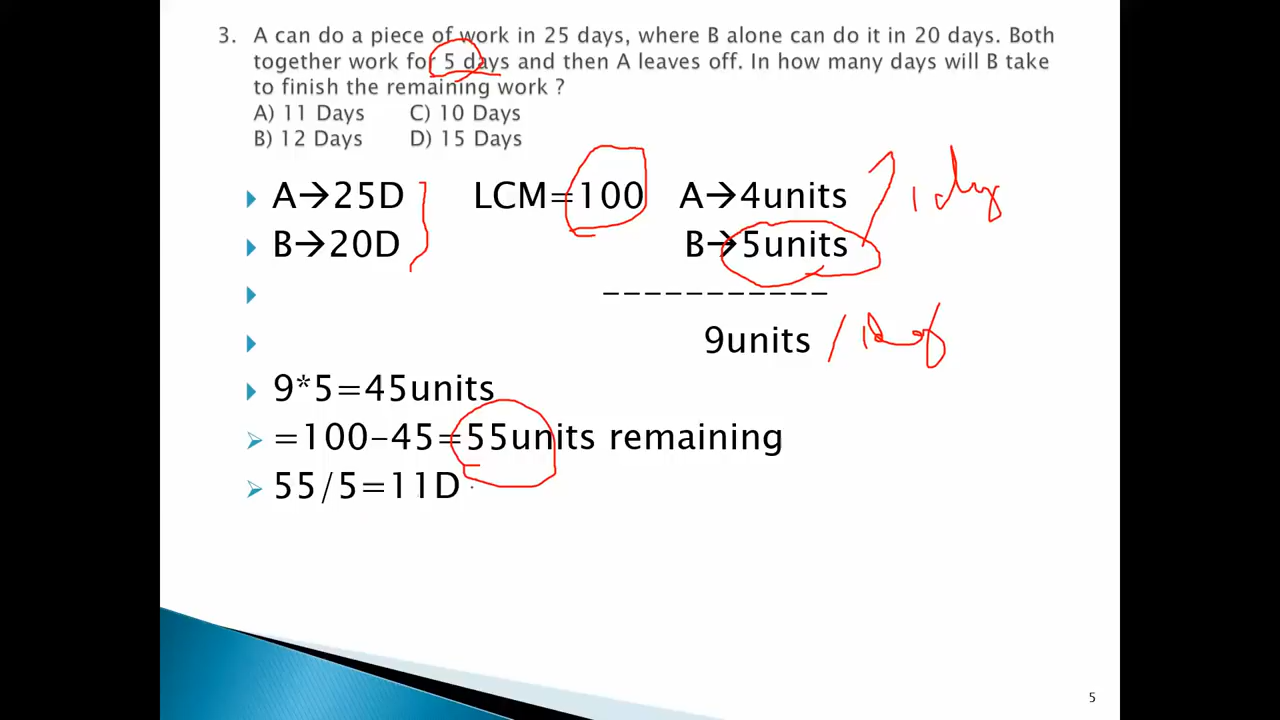 3. A can do a piece of work in 25 days, where B alone can do it in 20 days. Both
together work for 5 days and then A leaves off. In how many days will B take
to finish the remaining work ?
A) 11 Days C) 10 Days
B) 12 Days D) 15 Days
A→25D LCM=100 A→4units 1 day
B→20D B→5units
-----------
9units /
9*5=45units
=100-45=55units remaining
55/5=11D
5